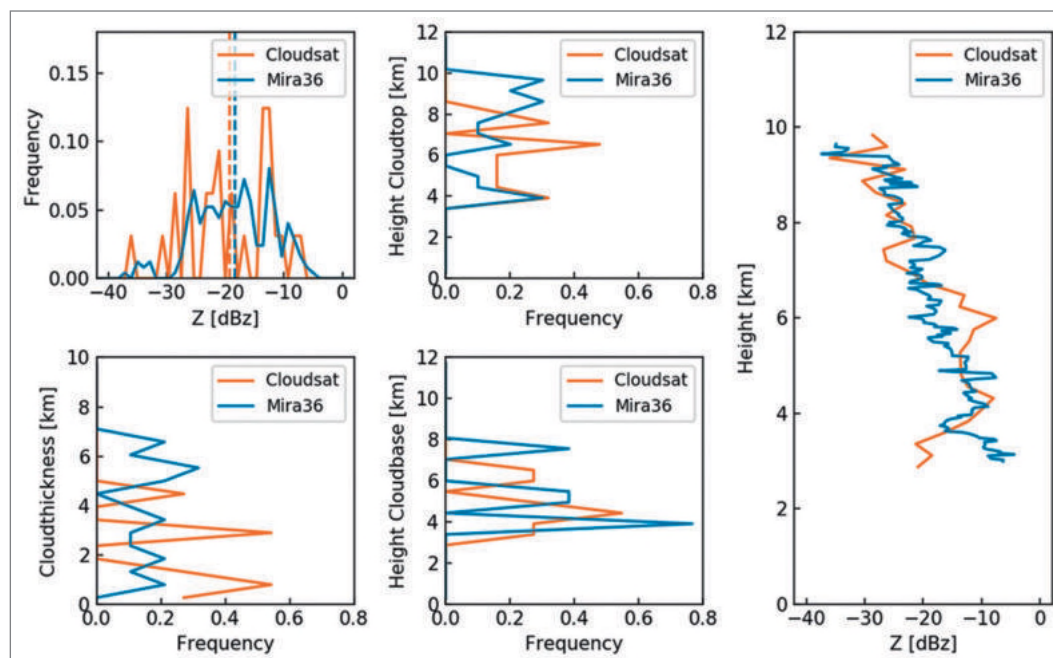 Cloudsat
Mira36
0.15
0.10
0.05
0.00
Frequency
−40 −30 −20 −10 0
Z [dBz]
Cloudsat
Mira36
12
10
8
6
4
2
0
Height Cloudtop [km]
0.0 0.2 0.4 0.6 0.8
Frequency
Cloudsat
Mira36
10
8
6
4
2
0
Cloudthickness [km]
0.0 0.2 0.4 0.6 0.8
Frequency
Cloudsat
Mira36
12
10
8
6
4
2
0
Height Cloudbase [km]
0.0 0.2 0.4 0.6 0.8
Frequency
Cloudsat
Mira36
12
10
8
6
4
2
0
Height [km]
−40 −30 −20 −10 0
Z [dBz]